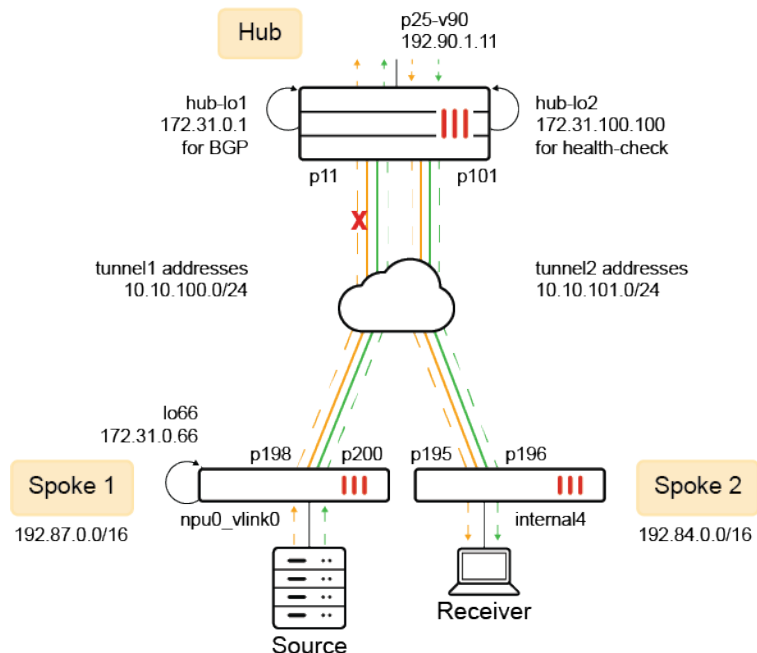 Hub
p25-v90
192.90.1.11
hub-lo1
172.31.0.1
for BGP
hub-lo2
172.31.100.100
for health-check
p11
p101
X
tunnel1 addresses
10.10.100.0/24
tunnel2 addresses
10.10.101.0/24
lo66
172.31.0.66
p198
p200
p195
p196
Spoke 1
192.87.0.0/16
npu0_vlink0
internal4
Spoke 2
192.84.0.0/16
Source
Receiver